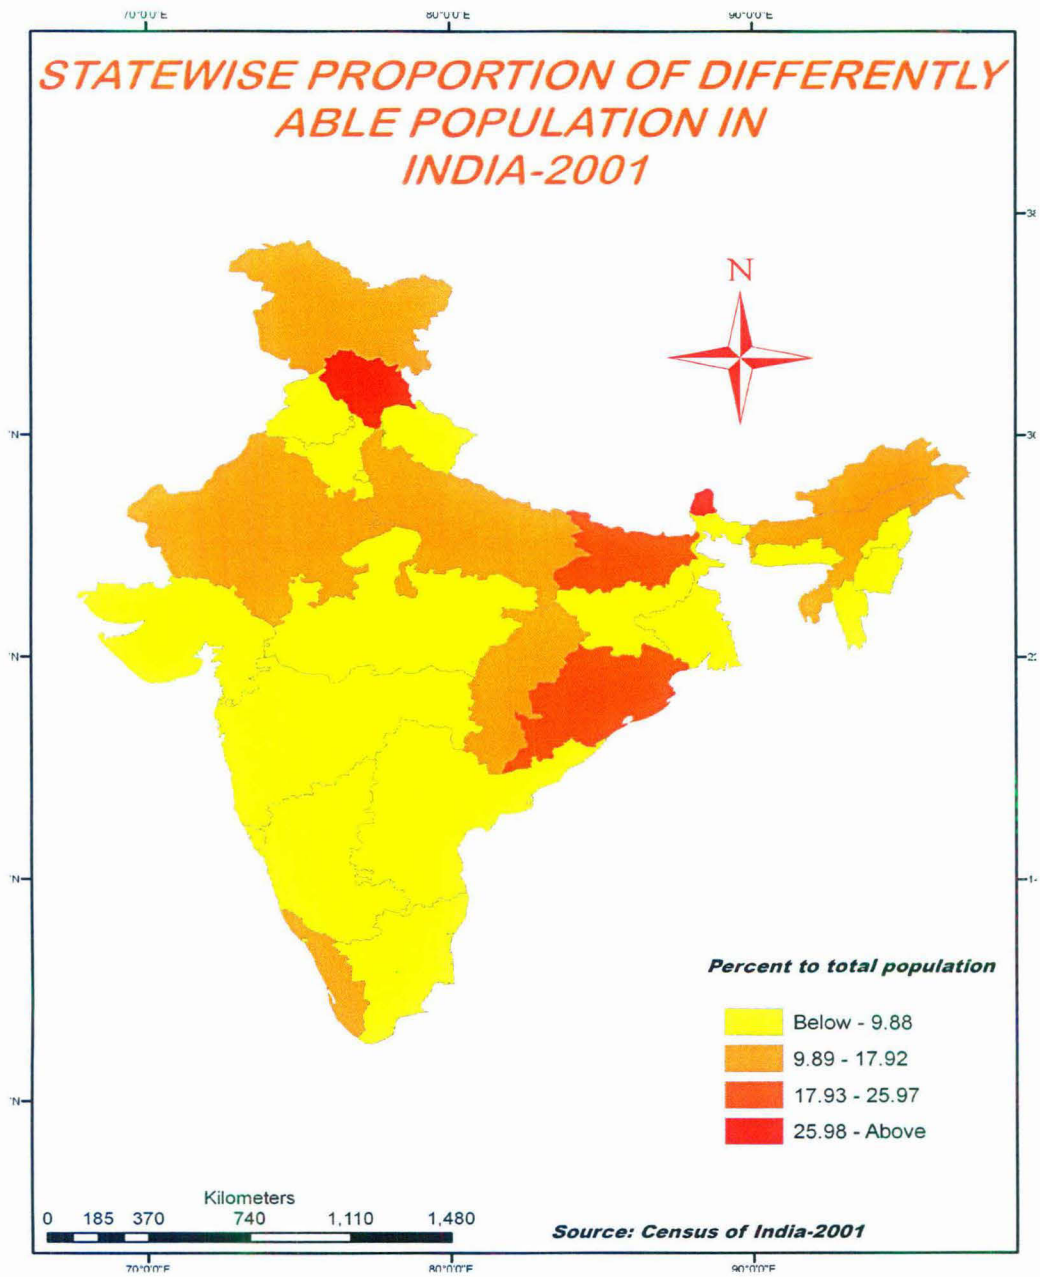 70°0'0"E 80°0'0"E 90°0'0"E
STATEWISE PROPORTION OF DIFFERENTLY
ABLE POPULATION IN
INDIA-2001
N
Percent to total population
Below - 9.88
9.89 - 17.92
17.93 - 25.97
25.98 - Above
Kilometers
0 185 370 740 1,110 1,480
Source: Census of India-2001
70°0'0"E 80°0'0"E 90°0'0"E